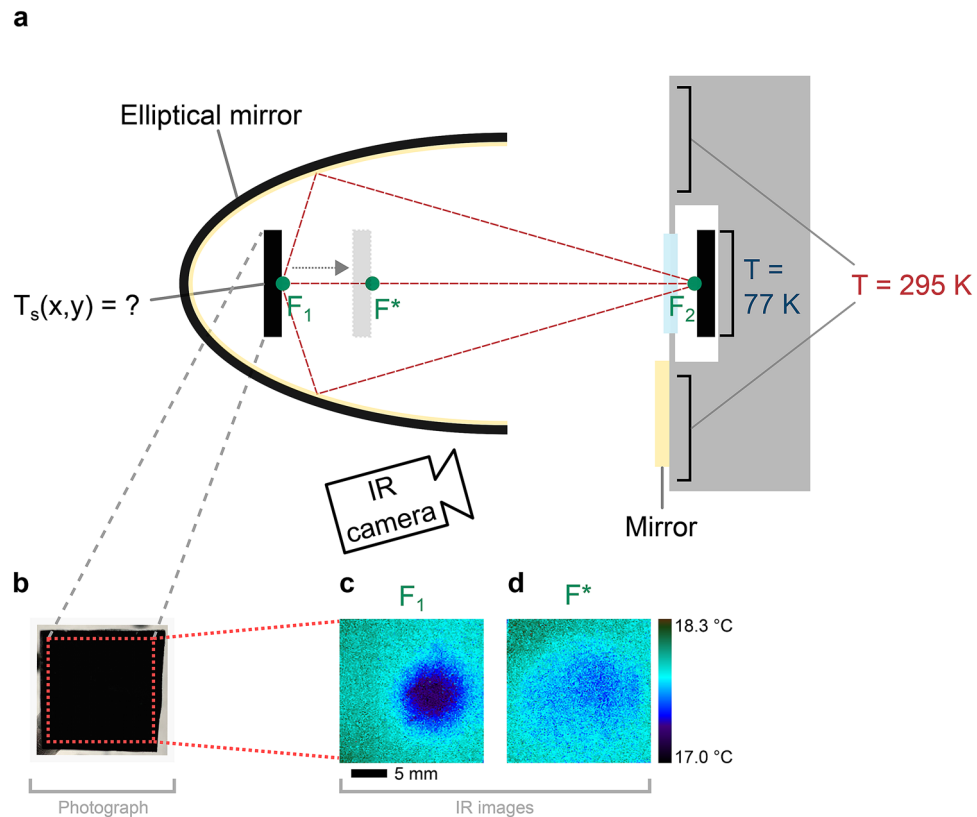 a
Elliptical mirror
Tₛ(x,y) = ?
F₁
F*
F₂
T =
77 K
T = 295 K
IR
camera
Mirror
b
c
d
F₁
F*
18.3 °C
17.0 °C
5 mm
Photograph
IR images